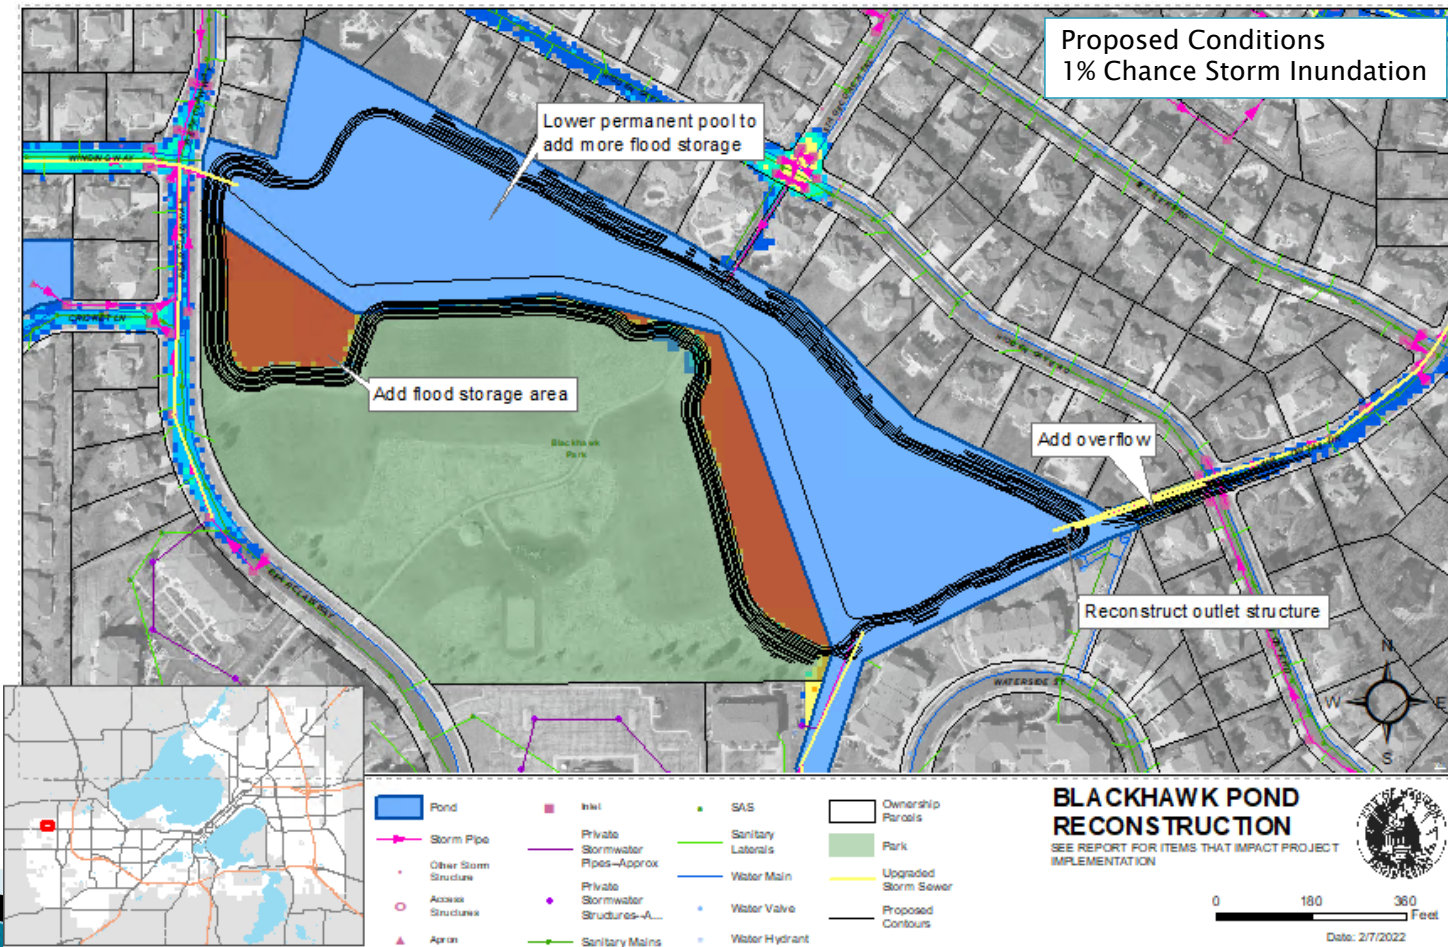 Proposed Conditions
1% Chance Storm Inundation
Lower permanent pool to
add more flood storage
WINDING WAY
CRICKET LN
Add flood storage area
Blackhawk
Park
Add overflow
Reconstruct outlet structure
WATERSIDE ST
N
W
E
S
Pond
Storm Pipe
Other Storm
Structure
Access
Structures
Apron
Inlet
Private
Stormwater
Pipes--Approx
Private
Stormwater
Structures--A...
Sanitary Mains
SAS
Sanitary
Laterals
Water Main
Water Valve
Water Hydrant
Ownership
Parcels
Park
Upgraded
Storm Sewer
Proposed
Contours
BLACKHAWK POND
RECONSTRUCTION
SEE REPORT FOR ITEMS THAT IMPACT PROJECT
IMPLEMENTATION
0 180 360
Feet
Date: 2/7/2022